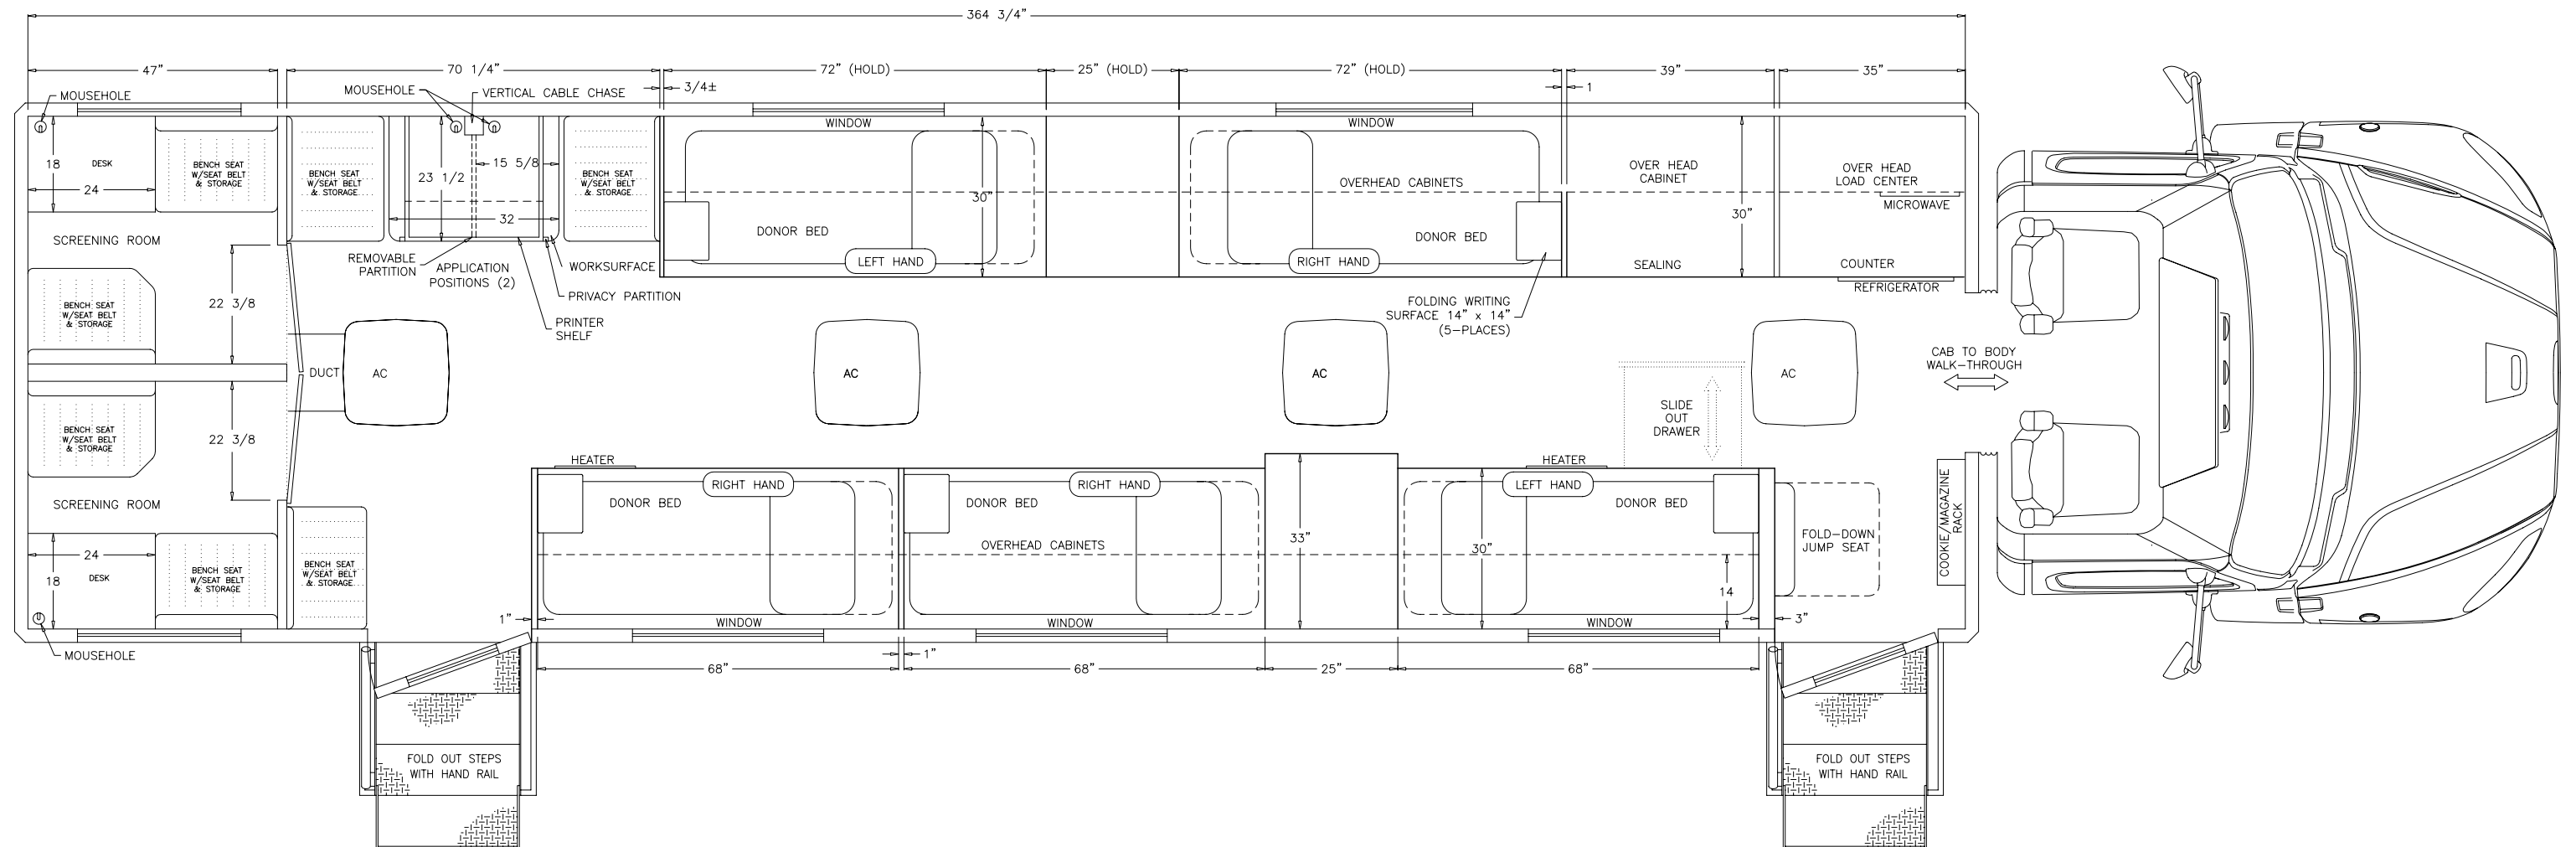 364 3/4"
47"
70 1/4"
72" (HOLD)
25" (HOLD)
72" (HOLD)
39"
35"
3/4±
1
MOUSEHOLE
MOUSEHOLE
VERTICAL CABLE CHASE
18
DESK
24
BENCH SEAT
W/SEAT BELT
& STORAGE
BENCH SEAT
W/SEAT BELT
& STORAGE
23 1/2
15 5/8
32
BENCH SEAT
W/SEAT BELT
& STORAGE
WINDOW
30"
DONOR BED
LEFT HAND
WINDOW
OVERHEAD CABINETS
DONOR BED
RIGHT HAND
OVER HEAD
CABINET
30"
SEALING
OVER HEAD
LOAD CENTER
MICROWAVE
COUNTER
REFRIGERATOR
SCREENING ROOM
REMOVABLE
PARTITION
APPLICATION
POSITIONS (2)
WORKSURFACE
PRIVACY PARTITION
PRINTER
SHELF
FOLDING WRITING
SURFACE 14" x 14"
(5-PLACES)
BENCH SEAT
W/SEAT BELT
& STORAGE
22 3/8
DUCT
AC
AC
AC
AC
CAB TO BODY
WALK-THROUGH
BENCH SEAT
W/SEAT BELT
& STORAGE
22 3/8
SLIDE
OUT
DRAWER
HEATER
HEATER
SCREENING ROOM
RIGHT HAND
DONOR BED
RIGHT HAND
DONOR BED
LEFT HAND
DONOR BED
OVERHEAD CABINETS
33"
30"
14
FOLD-DOWN
JUMP SEAT
COOKIE/MAGAZINE
RACK
24
18
DESK
BENCH SEAT
W/SEAT BELT
& STORAGE
BENCH SEAT
W/SEAT BELT
& STORAGE
1"
WINDOW
WINDOW
WINDOW
3"
MOUSEHOLE
68"
1"
68"
25"
68"
FOLD OUT STEPS
WITH HAND RAIL
FOLD OUT STEPS
WITH HAND RAIL